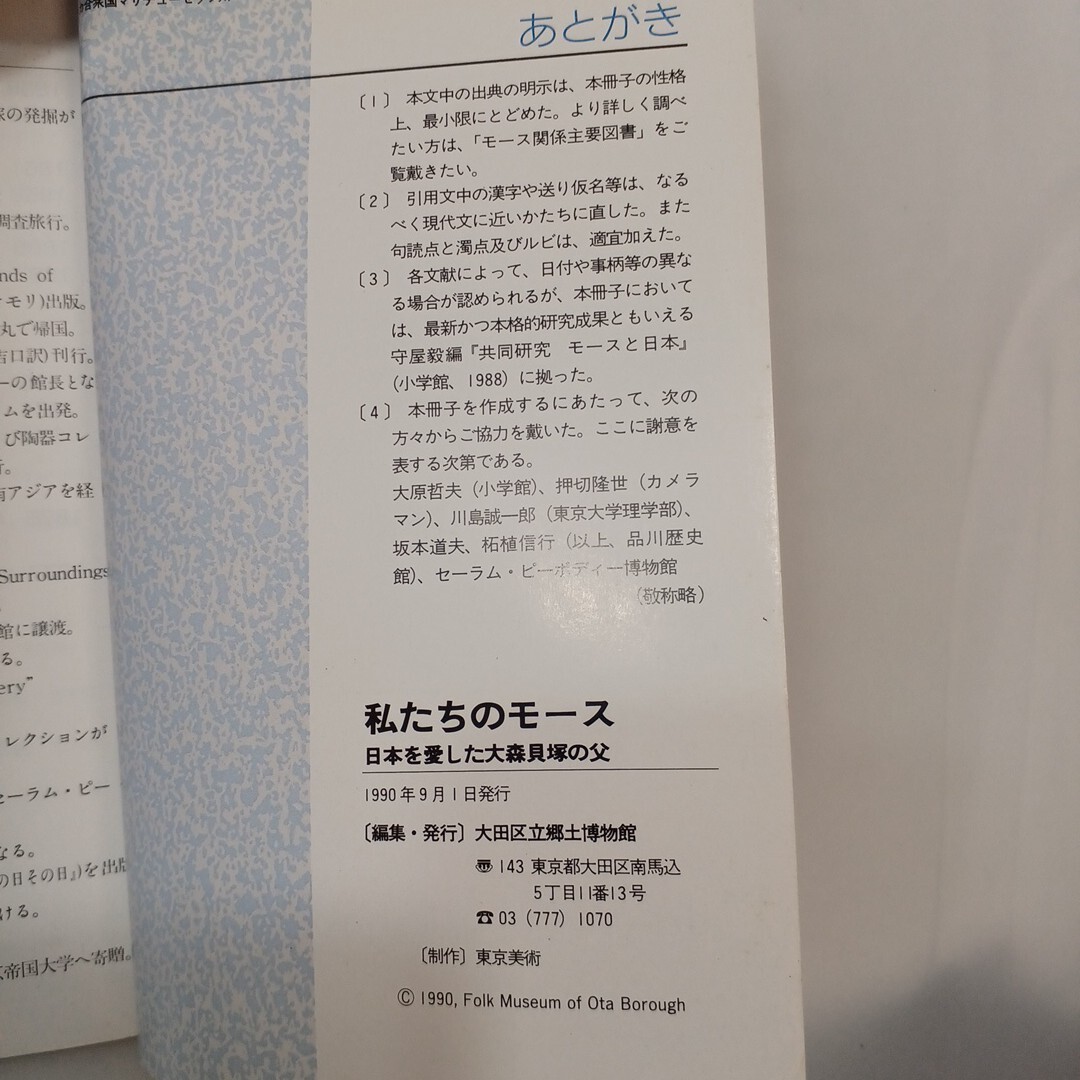 の発掘が
調査旅行。
nds of
モリ)出版。
丸で帰国。
吉口訳)刊行。
ーの館長とな
ムを出発。
び陶器コレ
行。
南アジアを経
Surroundings
館に譲渡。
る。
ery”
レクションが
セーラム・ピー
なる。
の日その日』)を出版
ける。
帝国大学へ寄贈。
あとがき
〔1〕 本文中の出典の明示は、本冊子の性格
上、最小限にとどめた。より詳しく調べ
たい方は、「モース関係主要図書」をご
覧戴きたい。
〔2〕 引用文中の漢字や送り仮名等は、なる
べく現代文に近いかたちに直した。また
句読点と濁点及びルビは、適宜加えた。
〔3〕 各文献によって、日付や事柄等の異な
る場合が認められるが、本冊子において
は、最新かつ本格的研究成果ともいえる
守屋毅編『共同研究 モースと日本』
(小学館、1988) に拠った。
〔4〕 本冊子を作成するにあたって、次の
方々からご協力を戴いた。ここに謝意を
表する次第である。
大原哲夫 (小学館)、押切隆世 (カメラ
マン)、川島誠一郎 (東京大学理学部)、
坂本道夫、柘植信行 (以上、品川歴史
館)、セーラム・ピーボディー博物館
(敬称略)
私たちのモース
日本を愛した大森貝塚の父
1990年9月1日発行
〔編集・発行〕 大田区立郷土博物館
〠 143 東京都大田区南馬込
5丁目11番13号
☎ 03 (777) 1070
〔制作〕 東京美術
© 1990, Folk Museum of Ota Borough